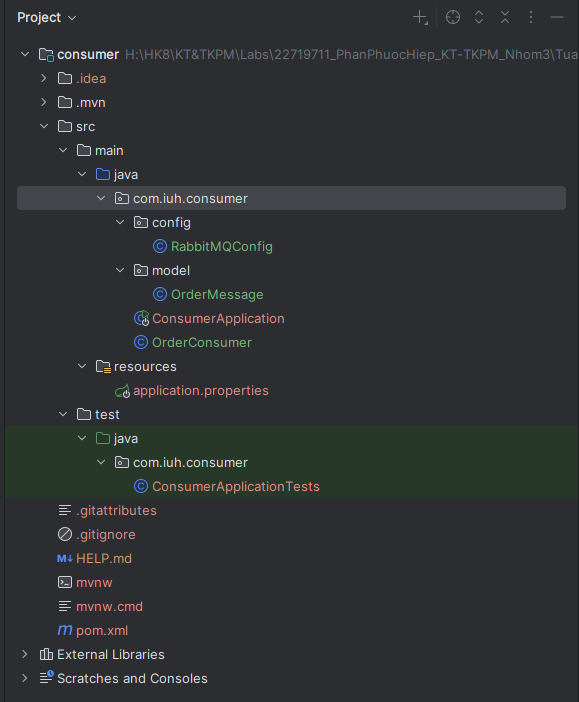 Project
consumer H:\HK8\KT&TKPM\Labs\22719711_PhanPhuocHiep_KT-TKPM_Nhom3\Tua
.idea
.mvn
src
main
java
com.iuh.consumer
config
RabbitMQConfig
model
OrderMessage
ConsumerApplication
OrderConsumer
resources
application.properties
test
java
com.iuh.consumer
ConsumerApplicationTests
.gitattributes
.gitignore
HELP.md
mvnw
mvnw.cmd
pom.xml
External Libraries
Scratches and Consoles